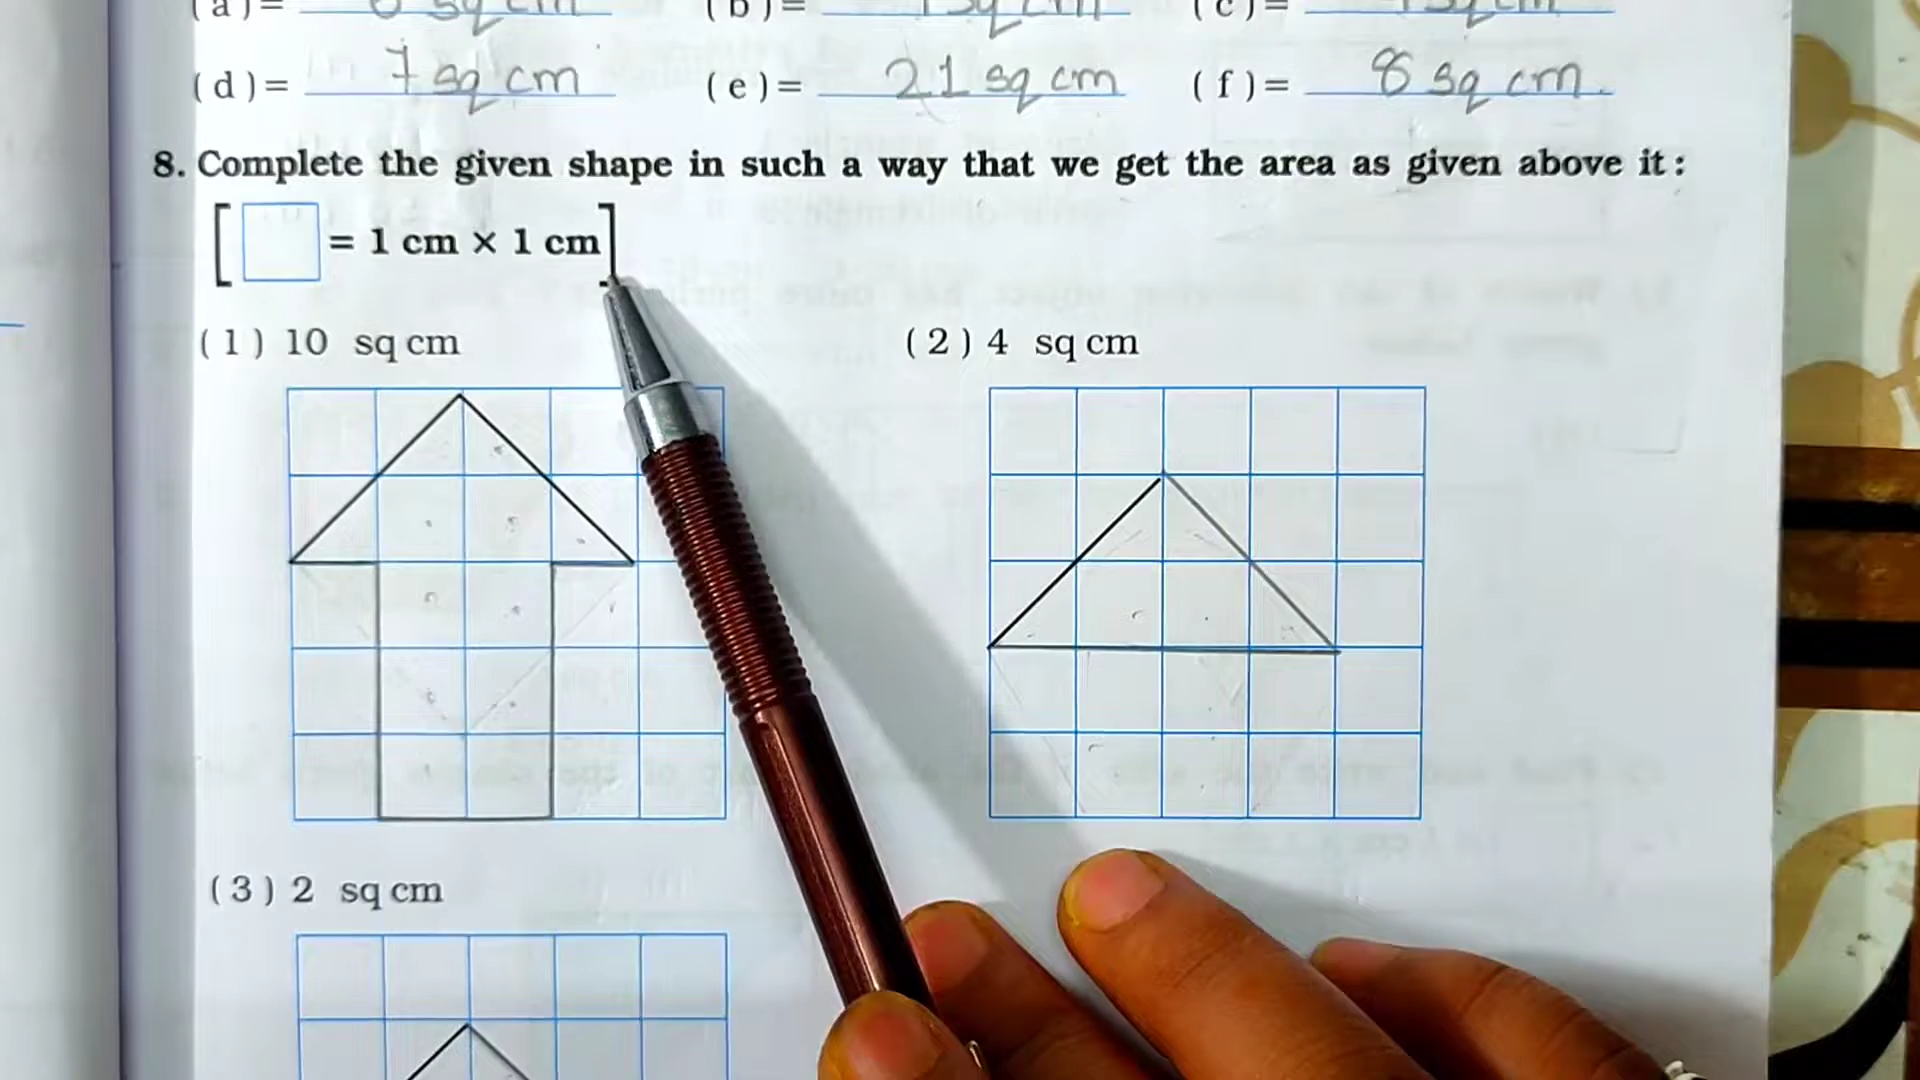 (d)= 7 sq cm (e)= 21 sq cm (f)= 8 sq cm.
8. Complete the given shape in such a way that we get the area as given above it:
[ = 1 cm × 1 cm]
(1) 10 sq cm (2) 4 sq cm
(3) 2 sq cm